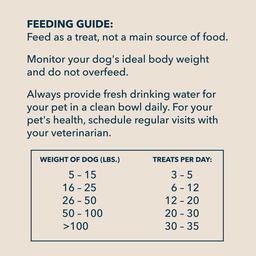 FEEDING GUIDE:
Feed as a treat, not a main source of food.
Monitor your dog's ideal body weight
and do not overfeed.
Always provide fresh drinking water for
your pet in a clean bowl daily. For your
pet's health, schedule regular visits with
your veterinarian.
WEIGHT OF DOG (LBS.) TREATS PER DAY:
5 – 15 3 – 5
16 – 25 6 – 12
26 – 50 12 – 20
50 – 100 20 – 30
>100 30 – 35